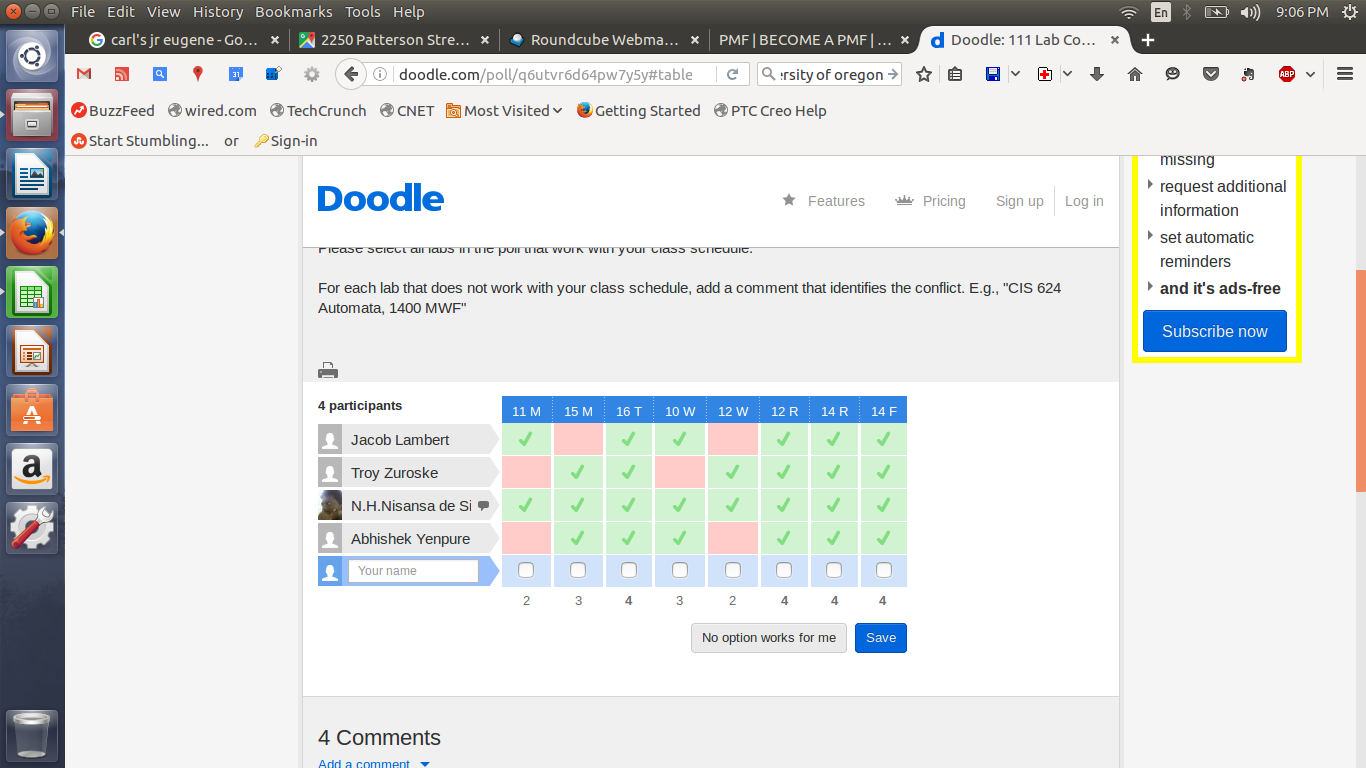 File Edit View History Bookmarks Tools Help
En
9:06 PM
carl's jr eugene - Go...
2250 Patterson Stre...
Roundcube Webma...
PMF | BECOME A PMF | ...
Doodle: 111 Lab Co...
doodle.com/poll/q6utvr6d64pw7y5y#table
ersity of oregon
ABP
BuzzFeed wired.com TechCrunch CNET Most Visited Getting Started PTC Creo Help
Start Stumbling... or Sign-in
Doodle
Features Pricing Sign up Log in
Please select all labs in the poll that work with your class schedule.
For each lab that does not work with your class schedule, add a comment that identifies the conflict. E.g., "CIS 624
Automata, 1400 MWF"
4 participants
11 M 15 M 16 T 10 W 12 W 12 R 14 R 14 F
Jacob Lambert
Troy Zuroske
N.H.Nisansa de Si
Abhishek Yenpure
Your name
2 3 4 3 2 4 4 4
No option works for me Save
4 Comments
Add a comment
missing
request additional
information
set automatic
reminders
and it's ads-free
Subscribe now